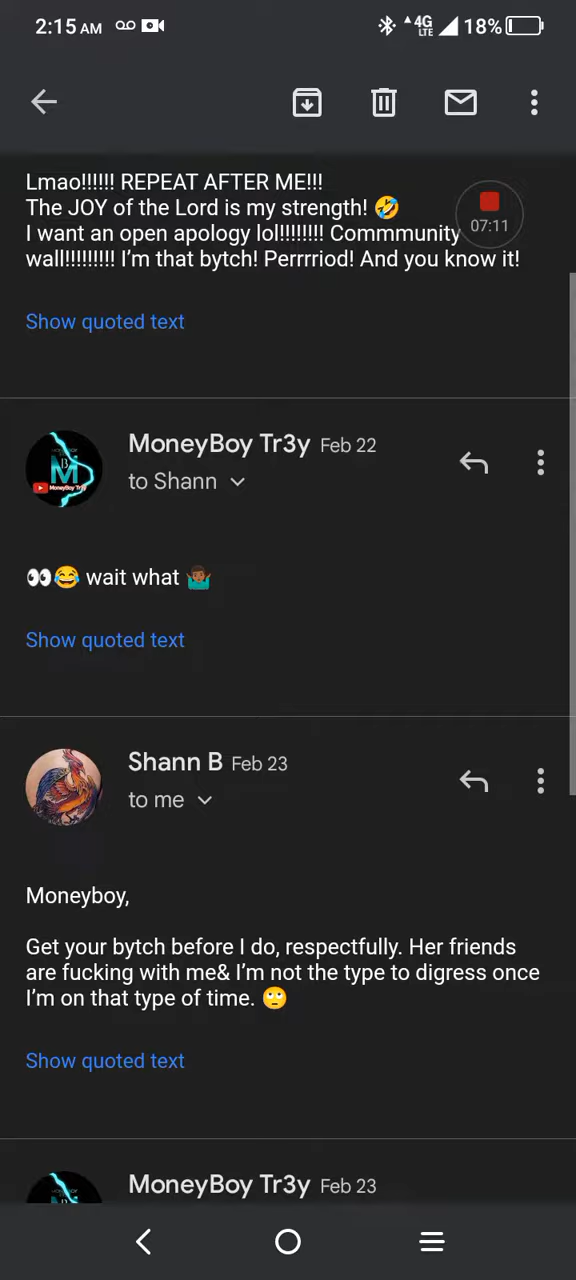 2:15 AM
4G
LTE
18%
Lmao!!!!!! REPEAT AFTER ME!!!
The JOY of the Lord is my strength! 🤣
I want an open apology lol!!!!!!!! Commmunity
wall!!!!!!!!! I’m that bytch! Perrrriod! And you know it!
07:11
Show quoted text
MoneyBoy Tr3y Feb 22
to Shann
M
B
MoneyBoy Tr3y
👀😂 wait what 🤷🏾‍♂️
Show quoted text
Shann B Feb 23
to me
Moneyboy,
Get your bytch before I do, respectfully. Her friends
are fucking with me& I’m not the type to digress once
I’m on that type of time. 🙄
Show quoted text
MoneyBoy Tr3y Feb 23